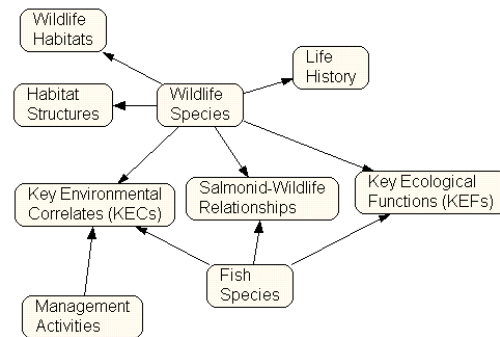 Wildlife
Habitats
Life
History
Habitat
Structures
Wildlife
Species
Key Environmental
Correlates (KECs)
Salmonid-Wildlife
Relationships
Key Ecological
Functions (KEFs)
Fish
Species
Management
Activities